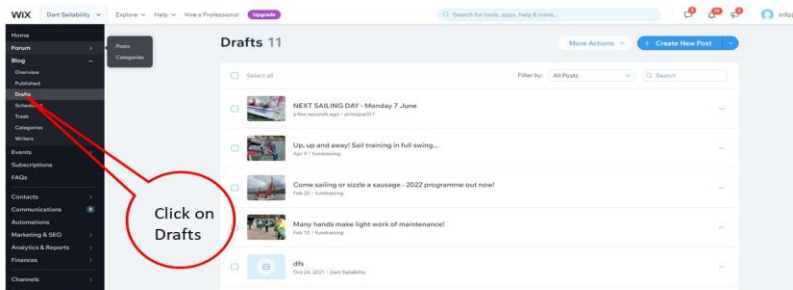 WiX Dart Sailability Explore Help Hire a Professional Upgrade Search for tools, apps, help & more...
Home
Forum
Posts
Categories
Blog
Overview
Published
Drafts
Trash
Categories
Writers
Events
Subscriptions
FAQs
Contacts
Communications
Automations
Marketing & SEO
Analytics & Reports
Finances
Channels
Click on
Drafts
Drafts 11
More Actions + Create New Post
Select all Filter by: All Posts Search
NEXT SAILING DAY - Monday 7 June
a few seconds ago • principal317
Up, up and away! Sail training in full swing...
Apr 9 • fundraising
Come sailing or sizzle a sausage - 2022 programme out now!
Feb 25 • fundraising
Many hands make light work of maintenance!
Feb 10 • fundraising
dfs
Oct 24, 2021 • Dart Sailability